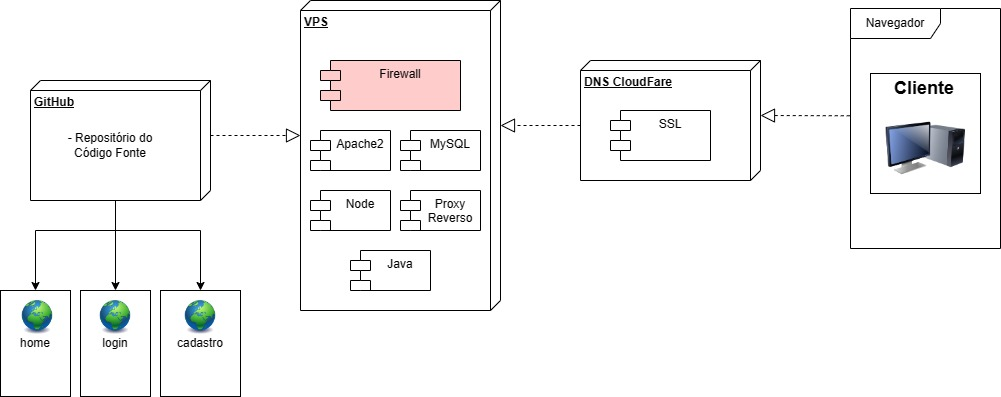 VPS
Firewall
Apache2
MySQL
Node
Proxy
Reverso
Java
GitHub
- Repositório do
Código Fonte
home
login
cadastro
DNS CloudFare
SSL
Navegador
Cliente